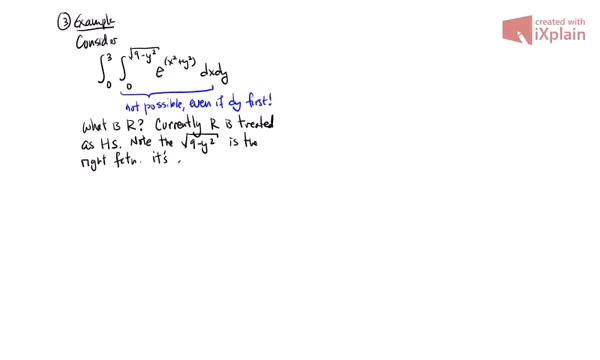 ③ Example
Consider
∫₀³ ∫₀^√(9-y²) e^(x²+y²) dxdy
not possible, even if dy first!
What is R? Currently R is treated
as HS. Note the √(9-y²) is the
right fctn. it's
created with
iXplain